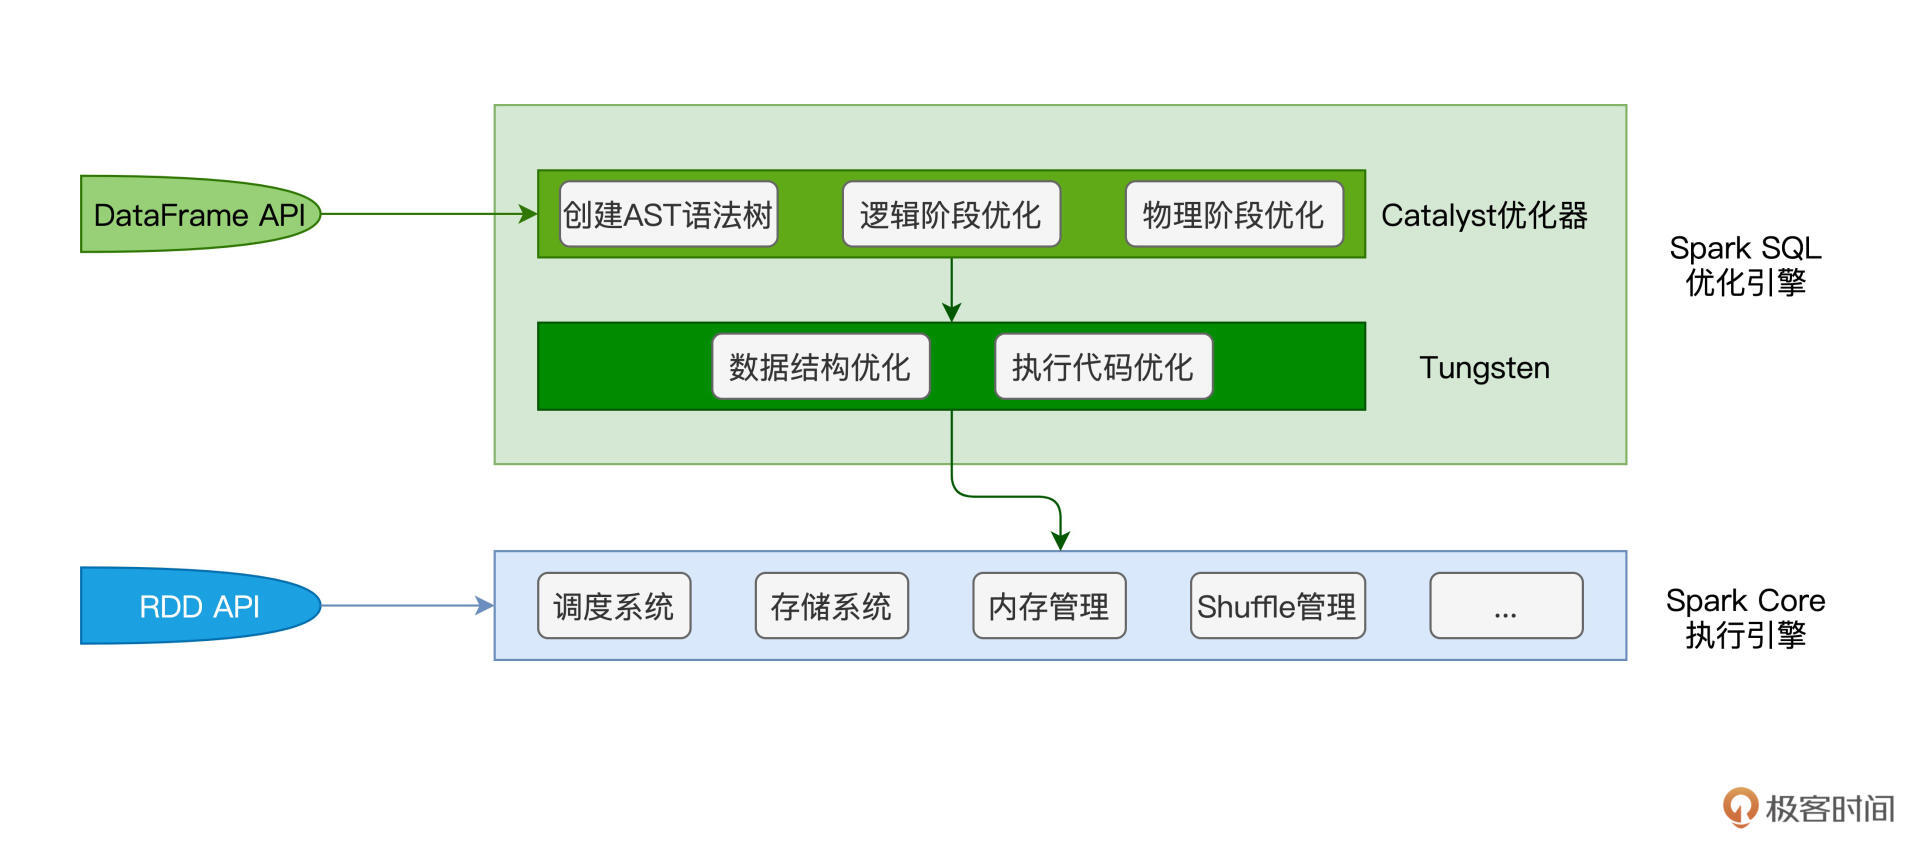 DataFrame API
创建AST语法树
逻辑阶段优化
物理阶段优化
Catalyst优化器
Spark SQL
优化引擎
数据结构优化
执行代码优化
Tungsten
RDD API
调度系统
存储系统
内存管理
Shuffle管理
...
Spark Core
执行引擎
极客时间